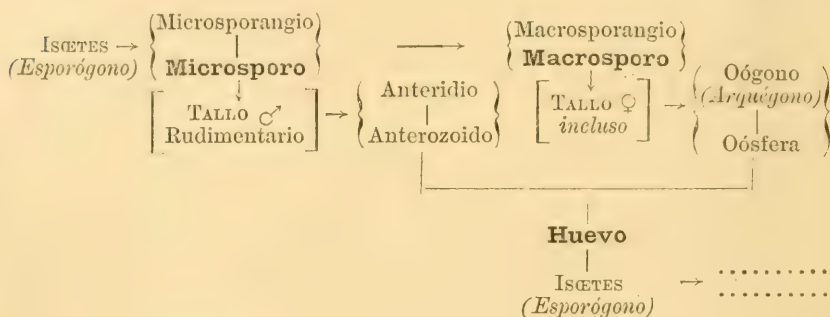 (Microsporangio)
Isœtes → Microsporo
(Esporógono)
Tallo ♂ →
Rudimentario
Anteridio
Anterozoido
→ (Macrosporangio)
Macrosporo
Tallo ♀ →
incluso
Oógono
(Arquégono)
Oósfera
Huevo
Isœtes → ..........
(Esporógono) ..........